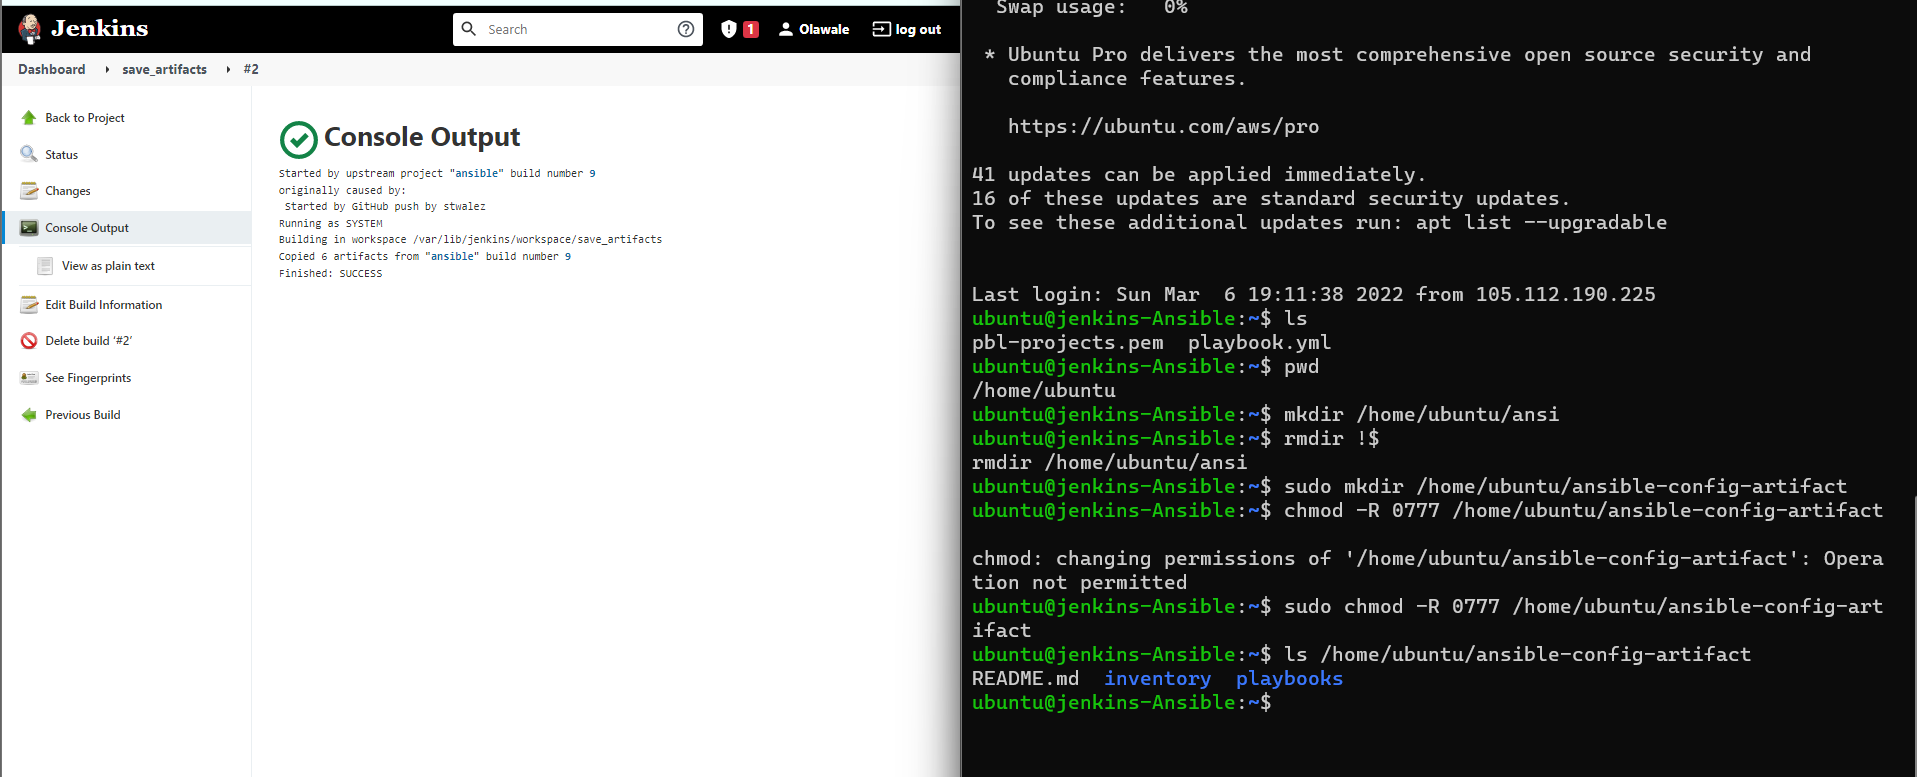 Jenkins
Search
1
Olawale
log out
Dashboard
save_artifacts
#2
Back to Project
Status
Changes
Console Output
View as plain text
Edit Build Information
Delete build ‘#2’
See Fingerprints
Previous Build
Console Output
Started by upstream project "ansible" build number 9
originally caused by:
Started by GitHub push by stwalez
Running as SYSTEM
Building in workspace /var/lib/jenkins/workspace/save_artifacts
Copied 6 artifacts from "ansible" build number 9
Finished: SUCCESS
Swap usage:   0%
* Ubuntu Pro delivers the most comprehensive open source security and
compliance features.
https://ubuntu.com/aws/pro
41 updates can be applied immediately.
16 of these updates are standard security updates.
To see these additional updates run: apt list --upgradable
Last login: Sun Mar  6 19:11:38 2022 from 105.112.190.225
ubuntu@jenkins-Ansible:~$ ls
pbl-projects.pem  playbook.yml
ubuntu@jenkins-Ansible:~$ pwd
/home/ubuntu
ubuntu@jenkins-Ansible:~$ mkdir /home/ubuntu/ansi
ubuntu@jenkins-Ansible:~$ rmdir !$
rmdir /home/ubuntu/ansi
ubuntu@jenkins-Ansible:~$ sudo mkdir /home/ubuntu/ansible-config-artifact
ubuntu@jenkins-Ansible:~$ chmod -R 0777 /home/ubuntu/ansible-config-artifact
chmod: changing permissions of '/home/ubuntu/ansible-config-artifact': Opera
tion not permitted
ubuntu@jenkins-Ansible:~$ sudo chmod -R 0777 /home/ubuntu/ansible-config-art
ifact
ubuntu@jenkins-Ansible:~$ ls /home/ubuntu/ansible-config-artifact
README.md  inventory  playbooks
ubuntu@jenkins-Ansible:~$